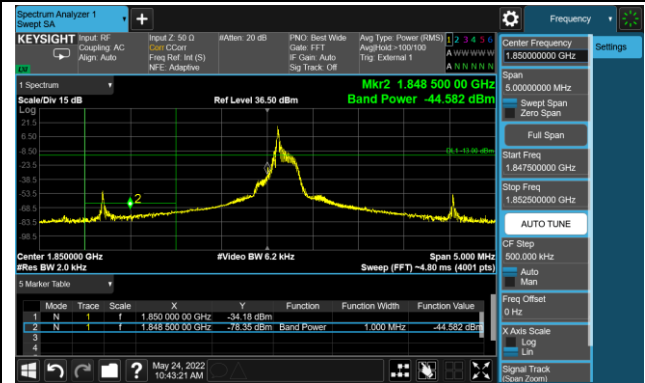 Spectrum Analyzer 1
Swept SA
Frequency
KEYSIGHT
Input: RF
Coupling: AC
Align: Auto
Input Z: 50 Ω
Corr CCorr
Freq Ref: Int (S)
NFE: Adaptive
#Atten: 20 dB
PNO: Best Wide
Gate: FFT
IF Gain: Auto
Sig Track: Off
Avg Type: Power (RMS)
Avg|Hold:>100/100
Trig: External 1
1 2 3 4 5 6
A W W W W W
A N N N N N
LXI
1 Spectrum
Scale/Div 15 dB
Log
Ref Level 36.50 dBm
Mkr2 1.848 500 00 GHz
Band Power -44.582 dBm
21.5
6.50
-8.50
-23.5
-38.5
-53.5
-68.5
-83.5
-98.5
DL1 -13.00 dBm
2
Center 1.850000 GHz
#Res BW 2.0 kHz
#Video BW 6.2 kHz
Span 5.000 MHz
Sweep (FFT) ~4.80 ms (4001 pts)
5 Marker Table
Mode Trace Scale X Y Function Function Width Function Value
1 N 1 f 1.850 000 00 GHz -34.18 dBm
2 N 1 f 1.848 500 00 GHz -78.35 dBm Band Power 1.000 MHz -44.582 dBm
3
4
May 24, 2022
10:43:21 AM
Center Frequency
1.850000000 GHz
Span
5.00000000 MHz
Swept Span
Zero Span
Full Span
Start Freq
1.847500000 GHz
Stop Freq
1.852500000 GHz
AUTO TUNE
CF Step
500.000 kHz
Auto
Man
Freq Offset
0 Hz
X Axis Scale
Log
Lin
Signal Track
(Span Zoom)
Settings